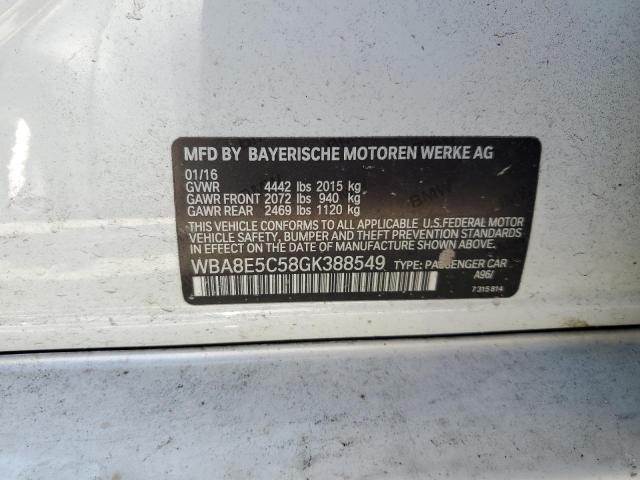 MFD BY BAYERISCHE MOTOREN WERKE AG
01/16
GVWR 4442 lbs 2015 kg
GAWR FRONT 2072 lbs 940 kg
GAWR REAR 2469 lbs 1120 kg
THIS VEHICLE CONFORMS TO ALL APPLICABLE U.S.FEDERAL MOTOR
VEHICLE SAFETY, BUMPER AND THEFT PREVENTION STANDARDS
IN EFFECT ON THE DATE OF MANUFACTURE SHOWN ABOVE.
WBA8E5C58GK388549 TYPE: PASSENGER CAR
A96/
7315814